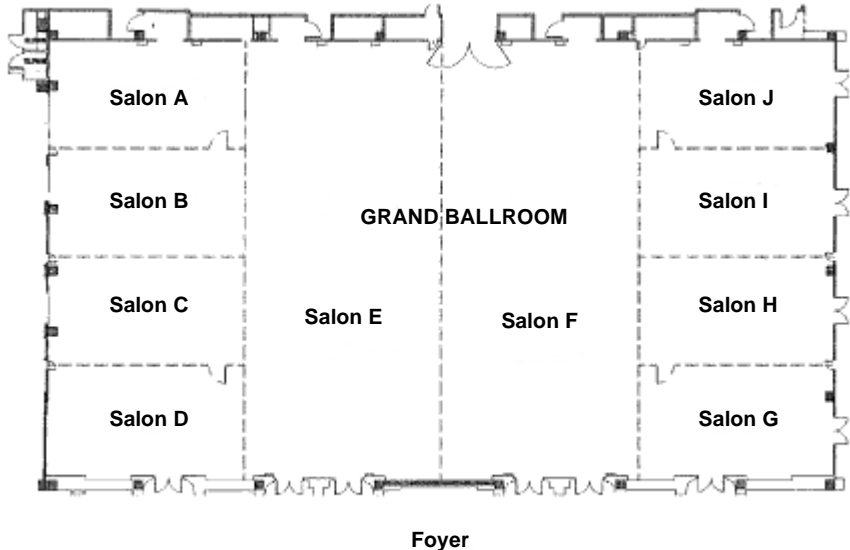 Salon A
Salon J
Salon B
Salon I
GRAND BALLROOM
Salon C
Salon H
Salon E
Salon F
Salon D
Salon G
Foyer